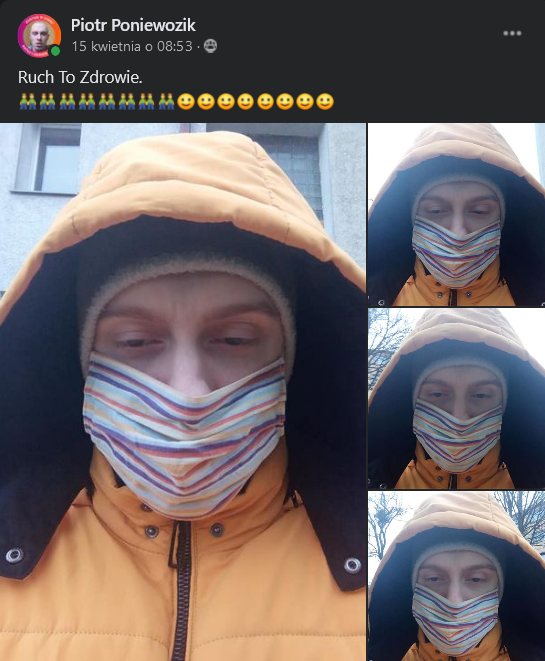 Piotr Poniewozik
15 kwietnia o 08:53 ·
Ruch To Zdrowie.
👬👬👬👬👬👬👬👬😀😀😀😀😀😀😀😀